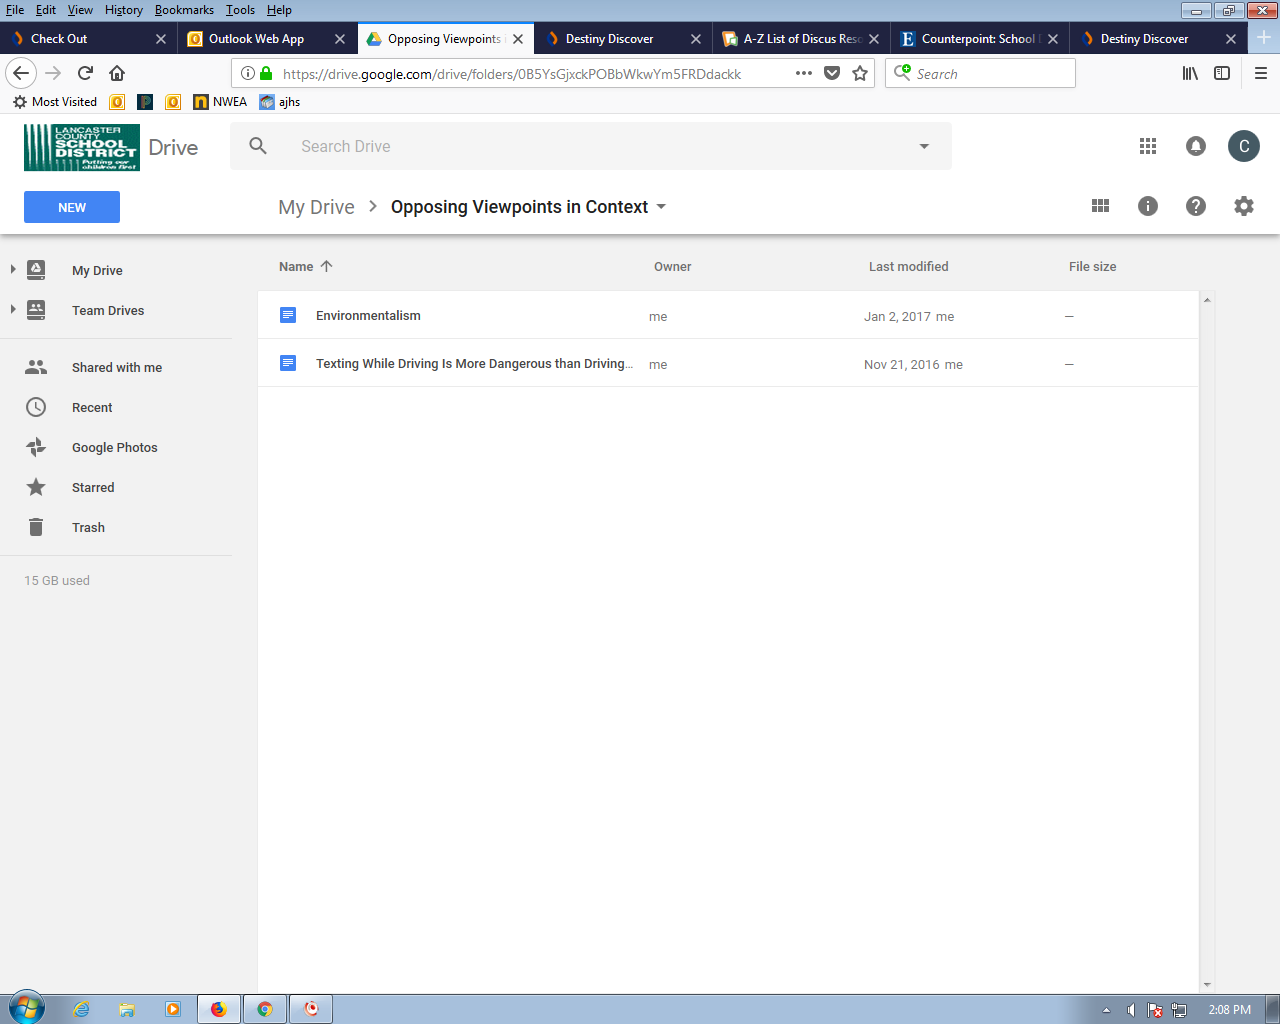 File Edit View History Bookmarks Tools Help
Check Out Outlook Web App Opposing Viewpoints Destiny Discover A-Z List of Discus Reso Counterpoint: School D Destiny Discover
https://drive.google.com/drive/folders/0B5YsGjxckPOBbWkwYm5FRDdackk Search
Most Visited NWEA ajhs
LANCASTER
COUNTY
SCHOOL
DISTRICT
Putting our
children first
Drive
Search Drive
C
NEW
My Drive > Opposing Viewpoints in Context
Name Owner Last modified File size
My Drive
Team Drives
Shared with me
Recent
Google Photos
Starred
Trash
15 GB used
Environmentalism me Jan 2, 2017 me —
Texting While Driving Is More Dangerous than Driving... me Nov 21, 2016 me —
2:08 PM